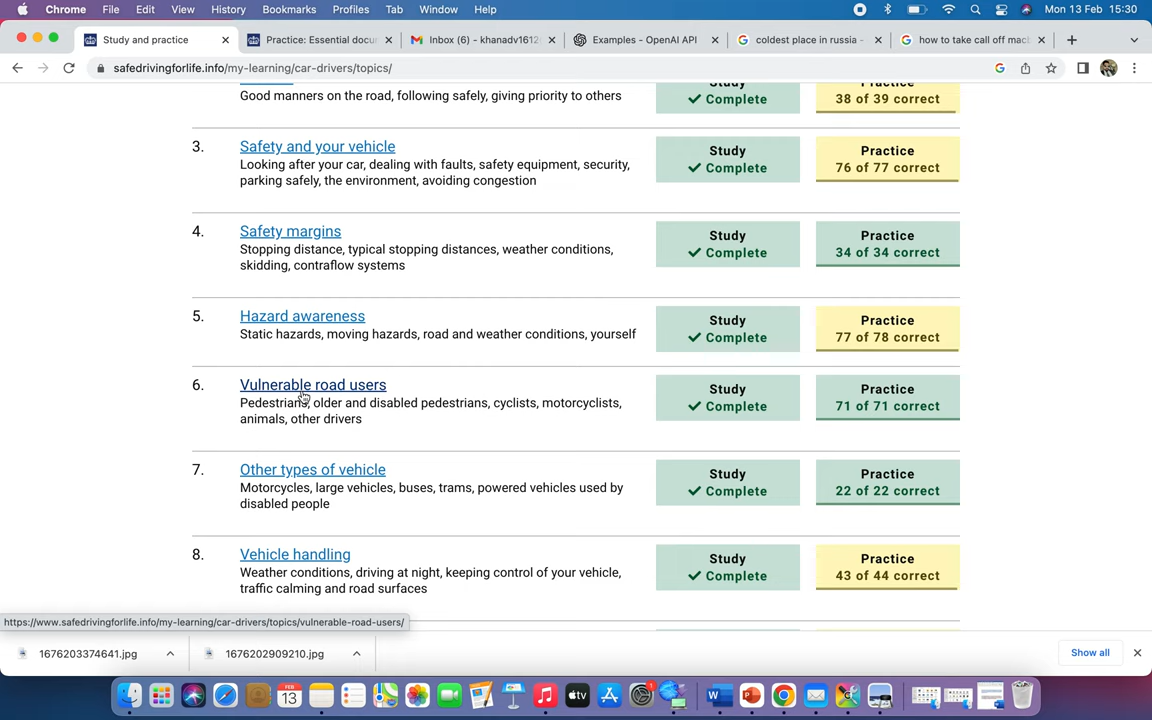 Chrome File Edit View History Bookmarks Profiles Tab Window Help Mon 13 Feb 15:30
Study and practice
Practice: Essential docu
Inbox (6) - khanadv1612
Examples - OpenAI API
coldest place in russia -
how to take call off mac
safedrivingforlife.info/my-learning/car-drivers/topics/
Good manners on the road, following safely, giving priority to others
Study
Complete
Practice
38 of 39 correct
3. Safety and your vehicle
Looking after your car, dealing with faults, safety equipment, security,
parking safely, the environment, avoiding congestion
Study
Complete
Practice
76 of 77 correct
4. Safety margins
Stopping distance, typical stopping distances, weather conditions,
skidding, contraflow systems
Study
Complete
Practice
34 of 34 correct
5. Hazard awareness
Static hazards, moving hazards, road and weather conditions, yourself
Study
Complete
Practice
77 of 78 correct
6. Vulnerable road users
Pedestrians, older and disabled pedestrians, cyclists, motorcyclists,
animals, other drivers
Study
Complete
Practice
71 of 71 correct
7. Other types of vehicle
Motorcycles, large vehicles, buses, trams, powered vehicles used by
disabled people
Study
Complete
Practice
22 of 22 correct
8. Vehicle handling
Weather conditions, driving at night, keeping control of your vehicle,
traffic calming and road surfaces
Study
Complete
Practice
43 of 44 correct
https://www.safedrivingforlife.info/my-learning/car-drivers/topics/vulnerable-road-users/
1676203374641.jpg
1676202909210.jpg
Show all
FEB
13
tv
1